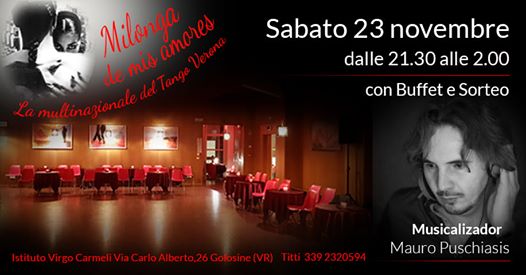 Milonga
de mis amores
La multinazionale del Tango Verona
Sabato 23 novembre
dalle 21.30 alle 2.00
con Buffet e Sorteo
Musicalizador
Mauro Puschiasis
Istituto Virgo Carmeli Via Carlo Alberto,26 Golosine (VR) Titti 339 2320594